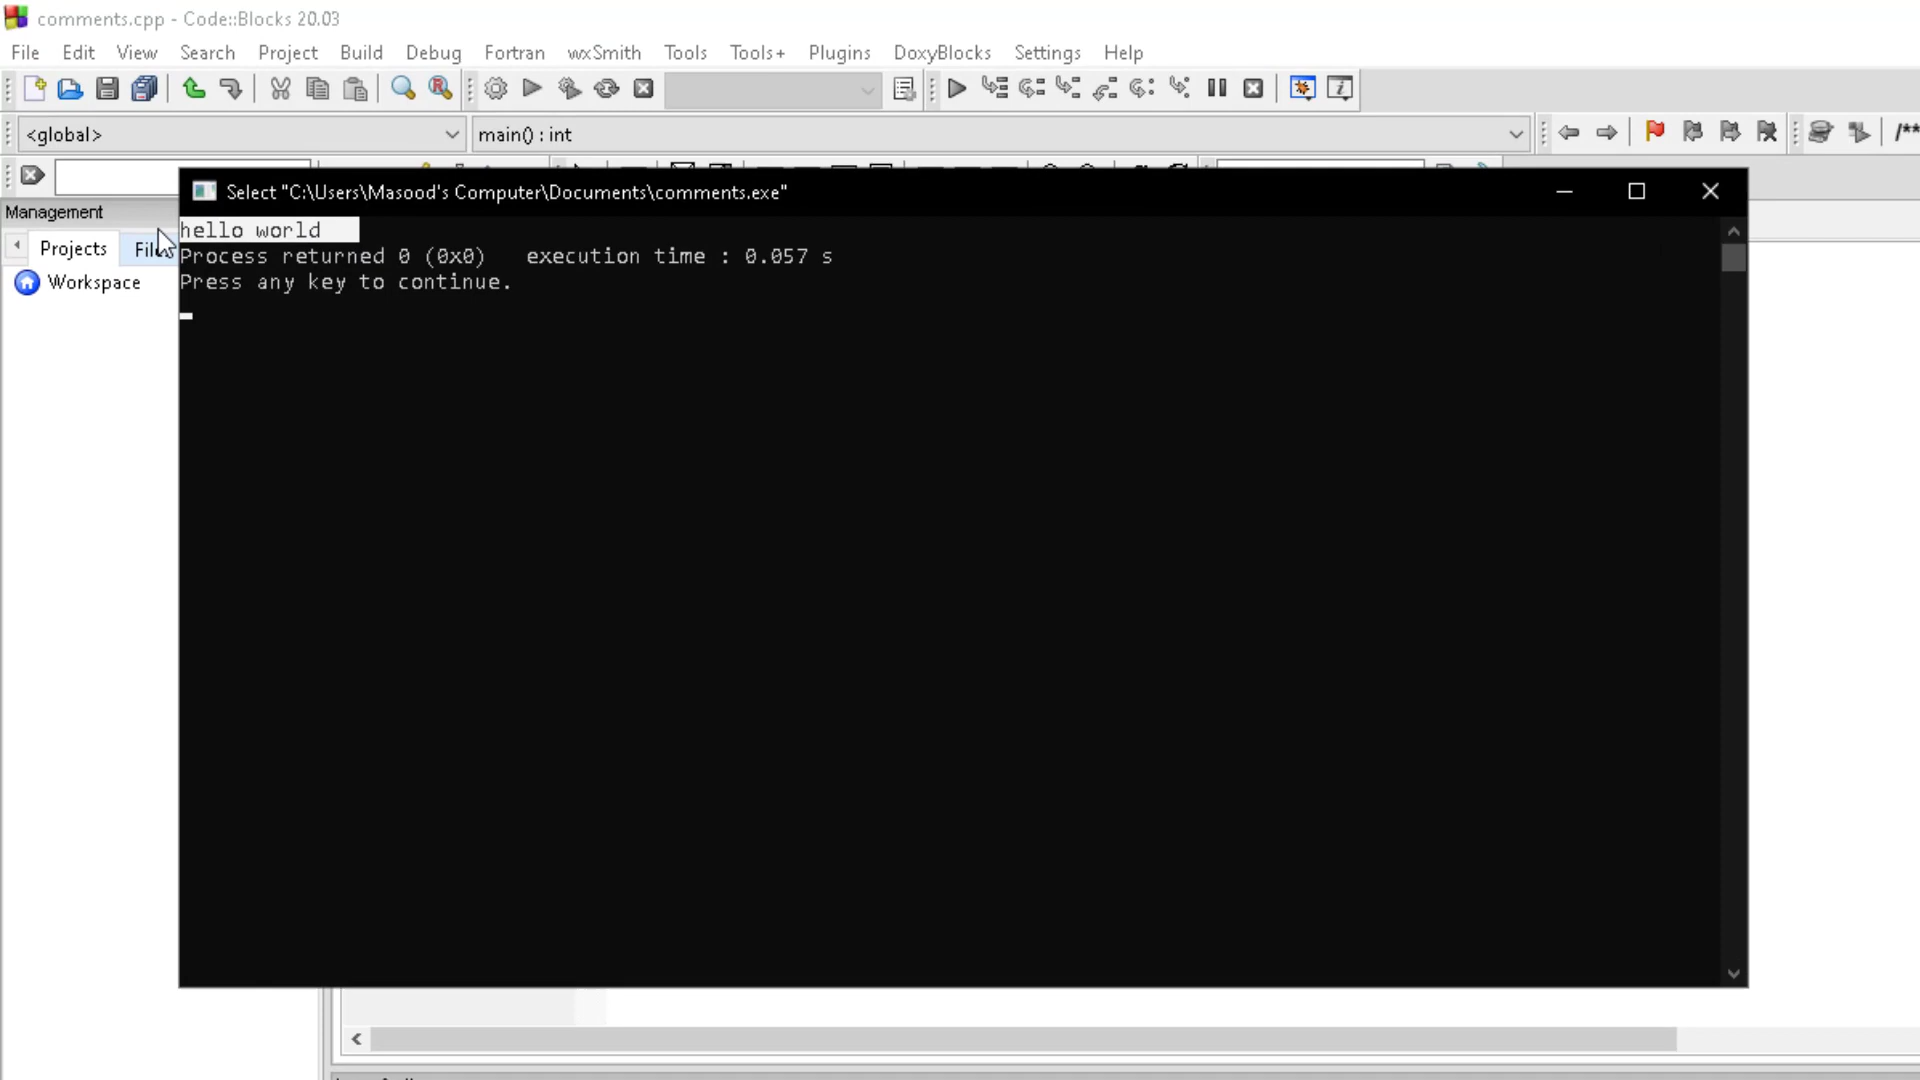 comments.cpp - Code::Blocks 20.03
File Edit View Search Project Build Debug Fortran wxSmith Tools Tools+ Plugins DoxyBlocks Settings Help
<global> main() : int /**
Select "C:\Users\Masood's Computer\Documents\comments.exe"
Management
hello world
Projects
Process returned 0 (0x0)   execution time : 0.057 s
Workspace
Press any key to continue.